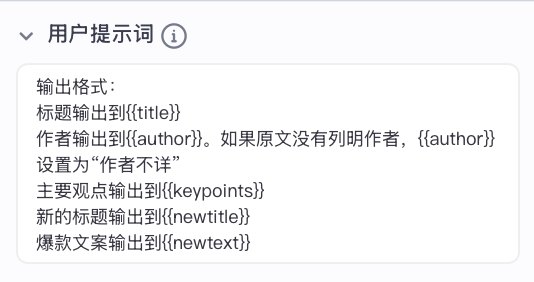 用户提示词
输出格式：
标题输出到{{title}}
作者输出到{{author}}。如果原文没有列明作者，{{author}}
设置为“作者不详”
主要观点输出到{{keypoints}}
新的标题输出到{{newtitle}}
爆款文案输出到{{newtext}}